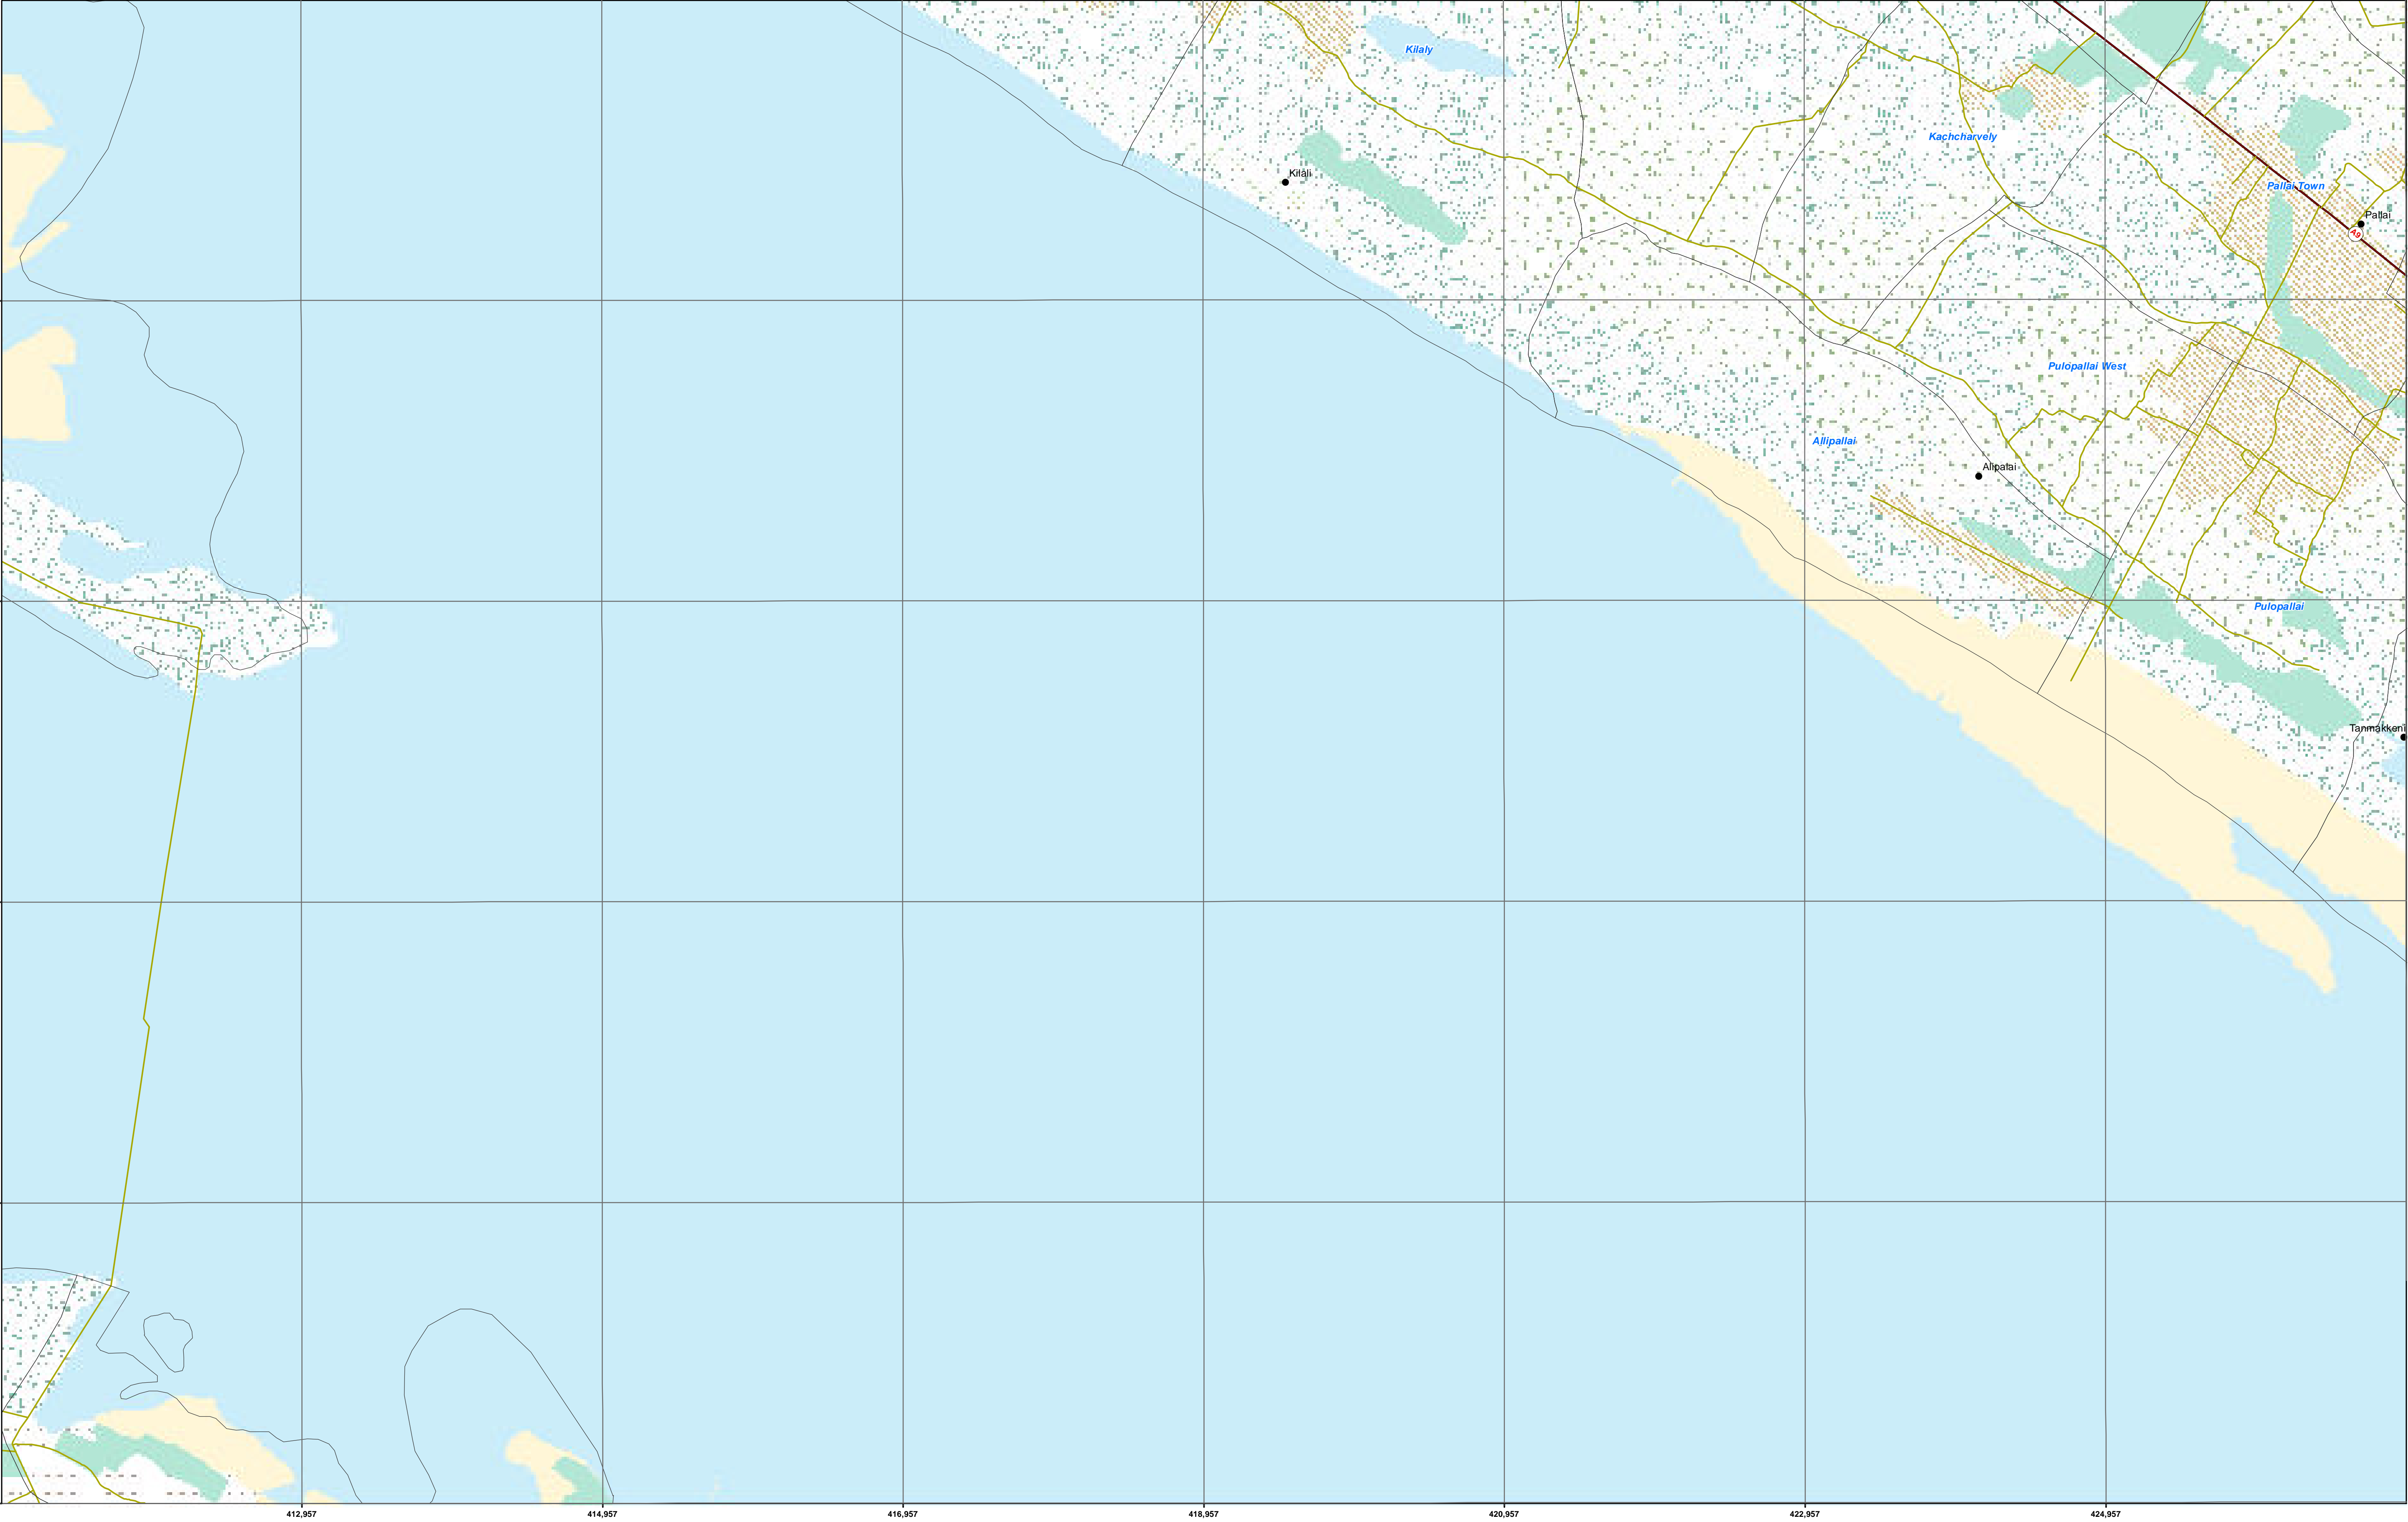 Kilaly
Kachcharvely
Kilali
Pallai Town
Pallai
A9
Pulopallai West
Allipallai
Alipalai
Pulopallai
Tanmakkeni
412,957
414,957
416,957
418,957
420,957
422,957
424,957